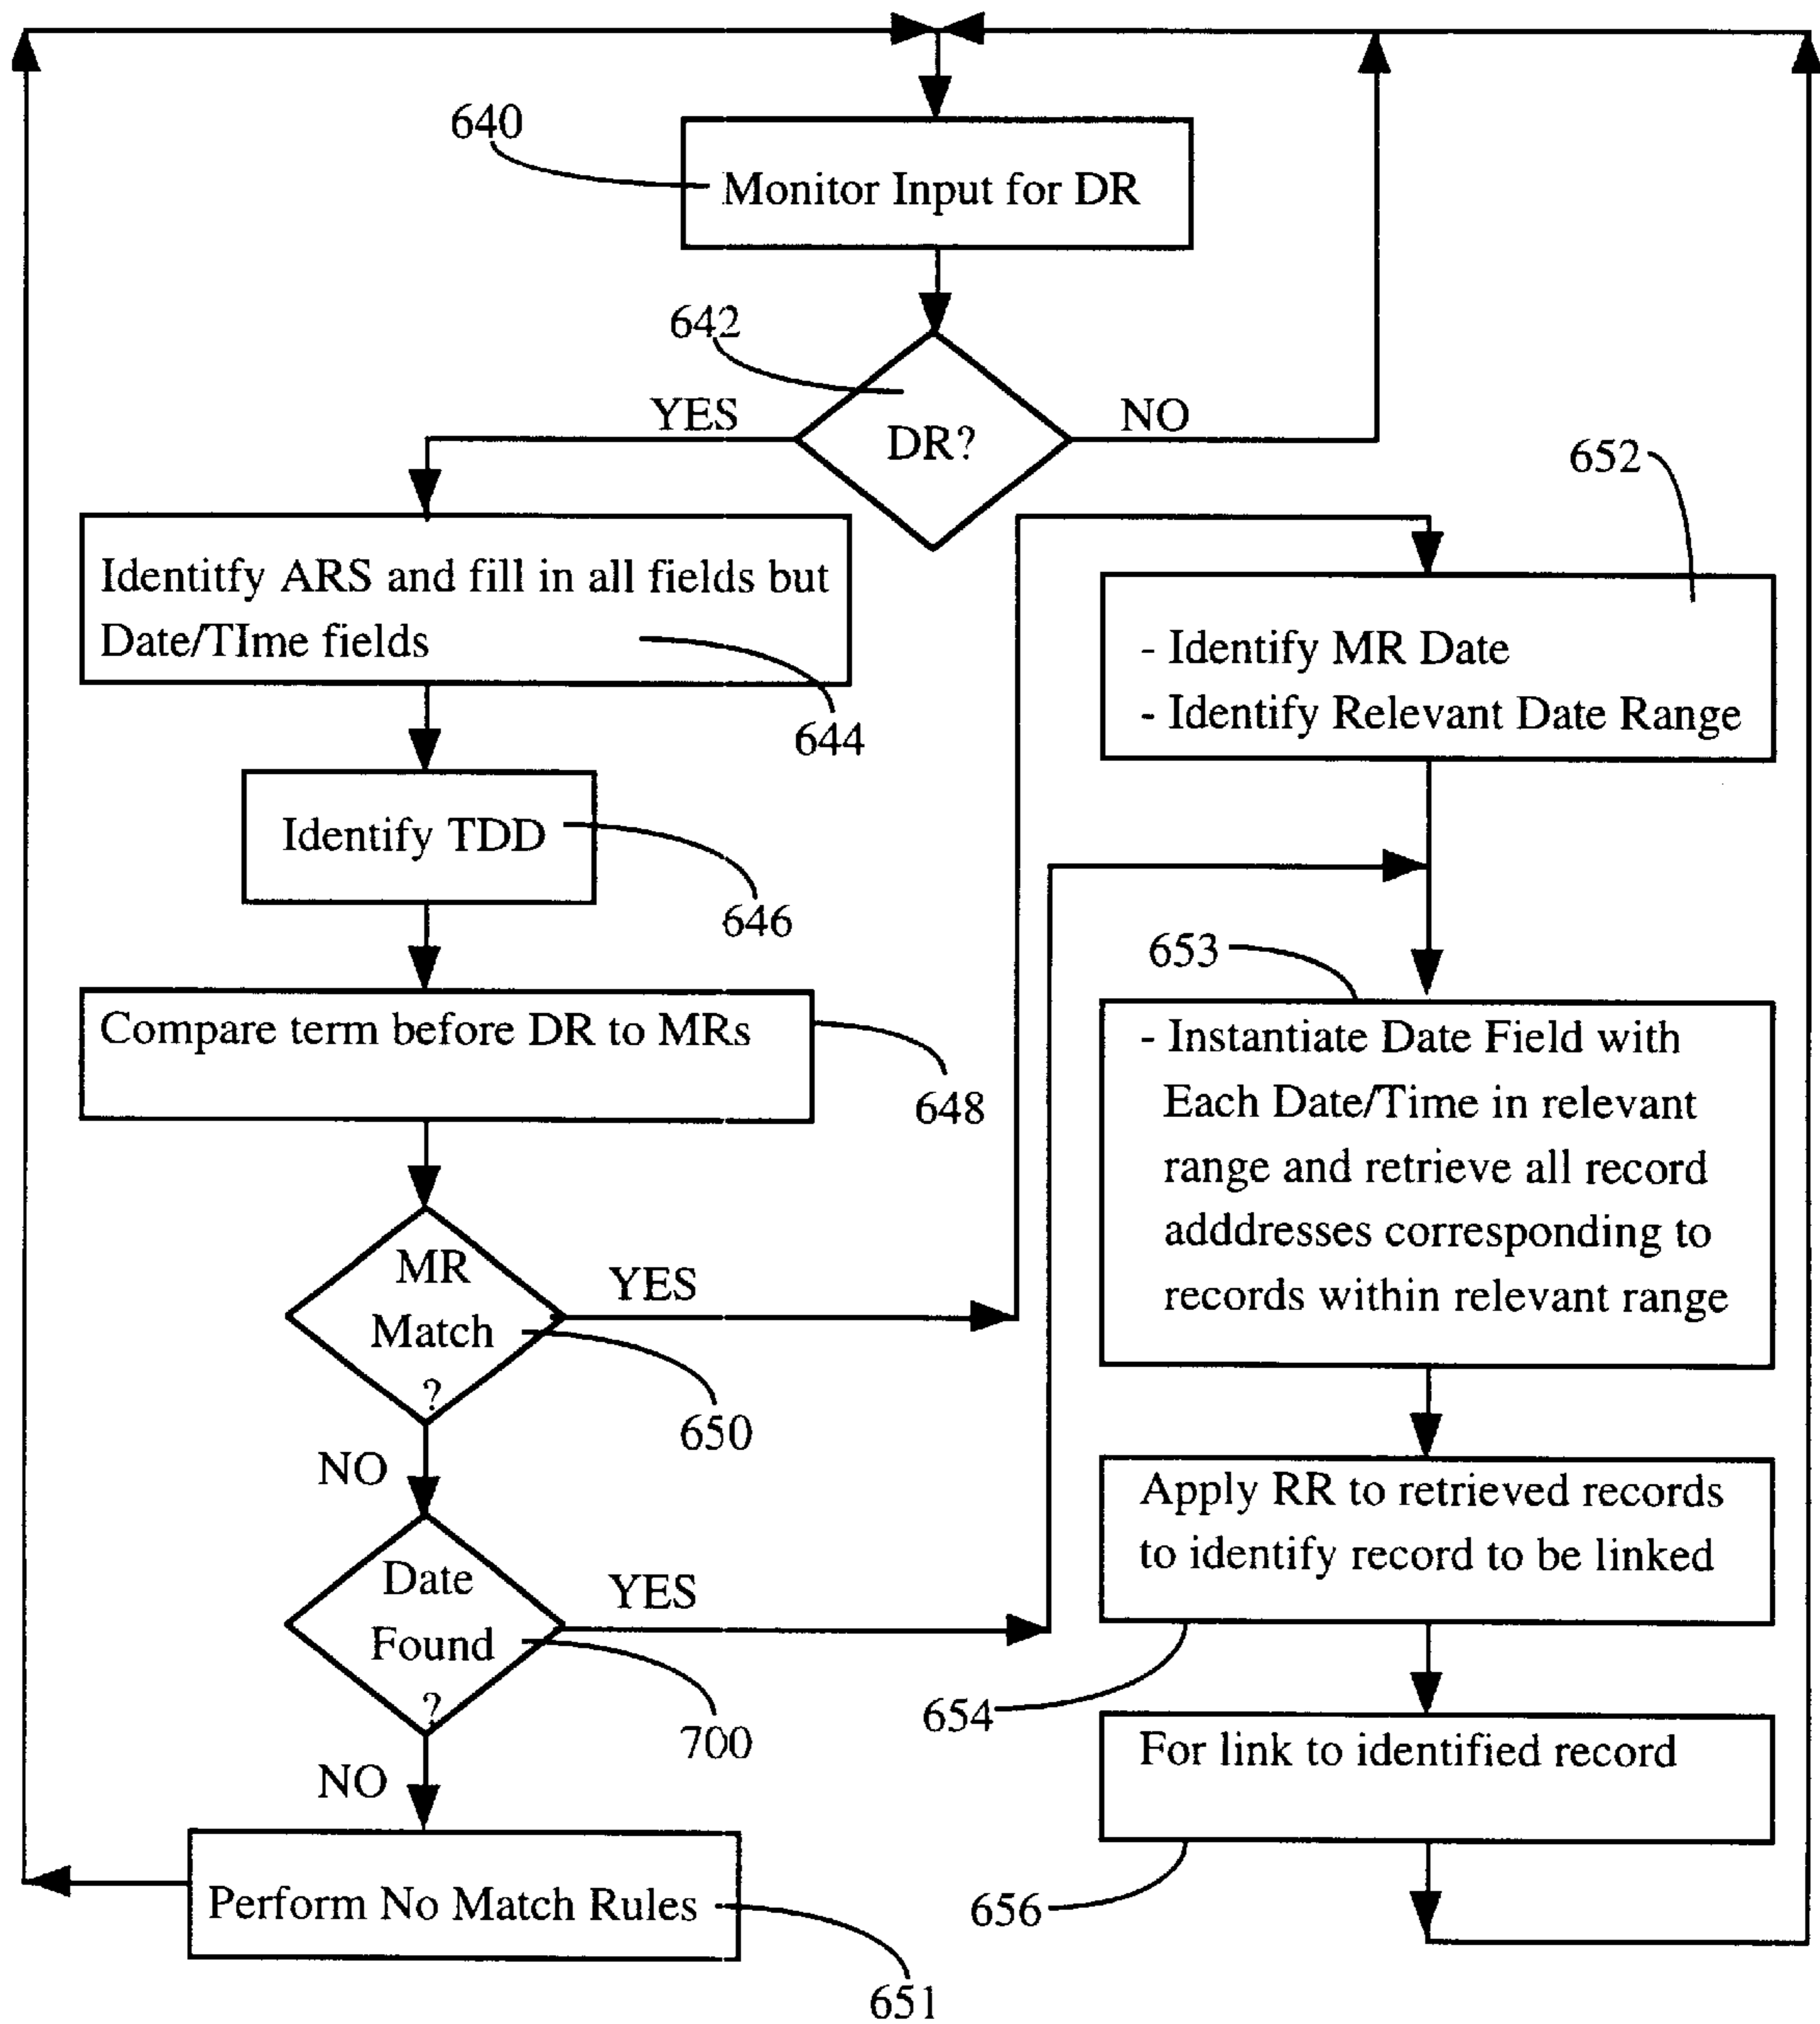 640
Monitor Input for DR
642
YES
DR?
NO
652
Identitfy ARS and fill in all fields but
Date/TIme fields
644
- Identify MR Date
- Identify Relevant Date Range
Identify TDD
646
653
Compare term before DR to MRs
648
- Instantiate Date Field with
Each Date/Time in relevant
range and retrieve all record
adddresses corresponding to
records within relevant range
MR
Match
?
YES
650
NO
Apply RR to retrieved records
to identify record to be linked
Date
Found
?
YES
700
654
NO
For link to identified record
Perform No Match Rules
656
651